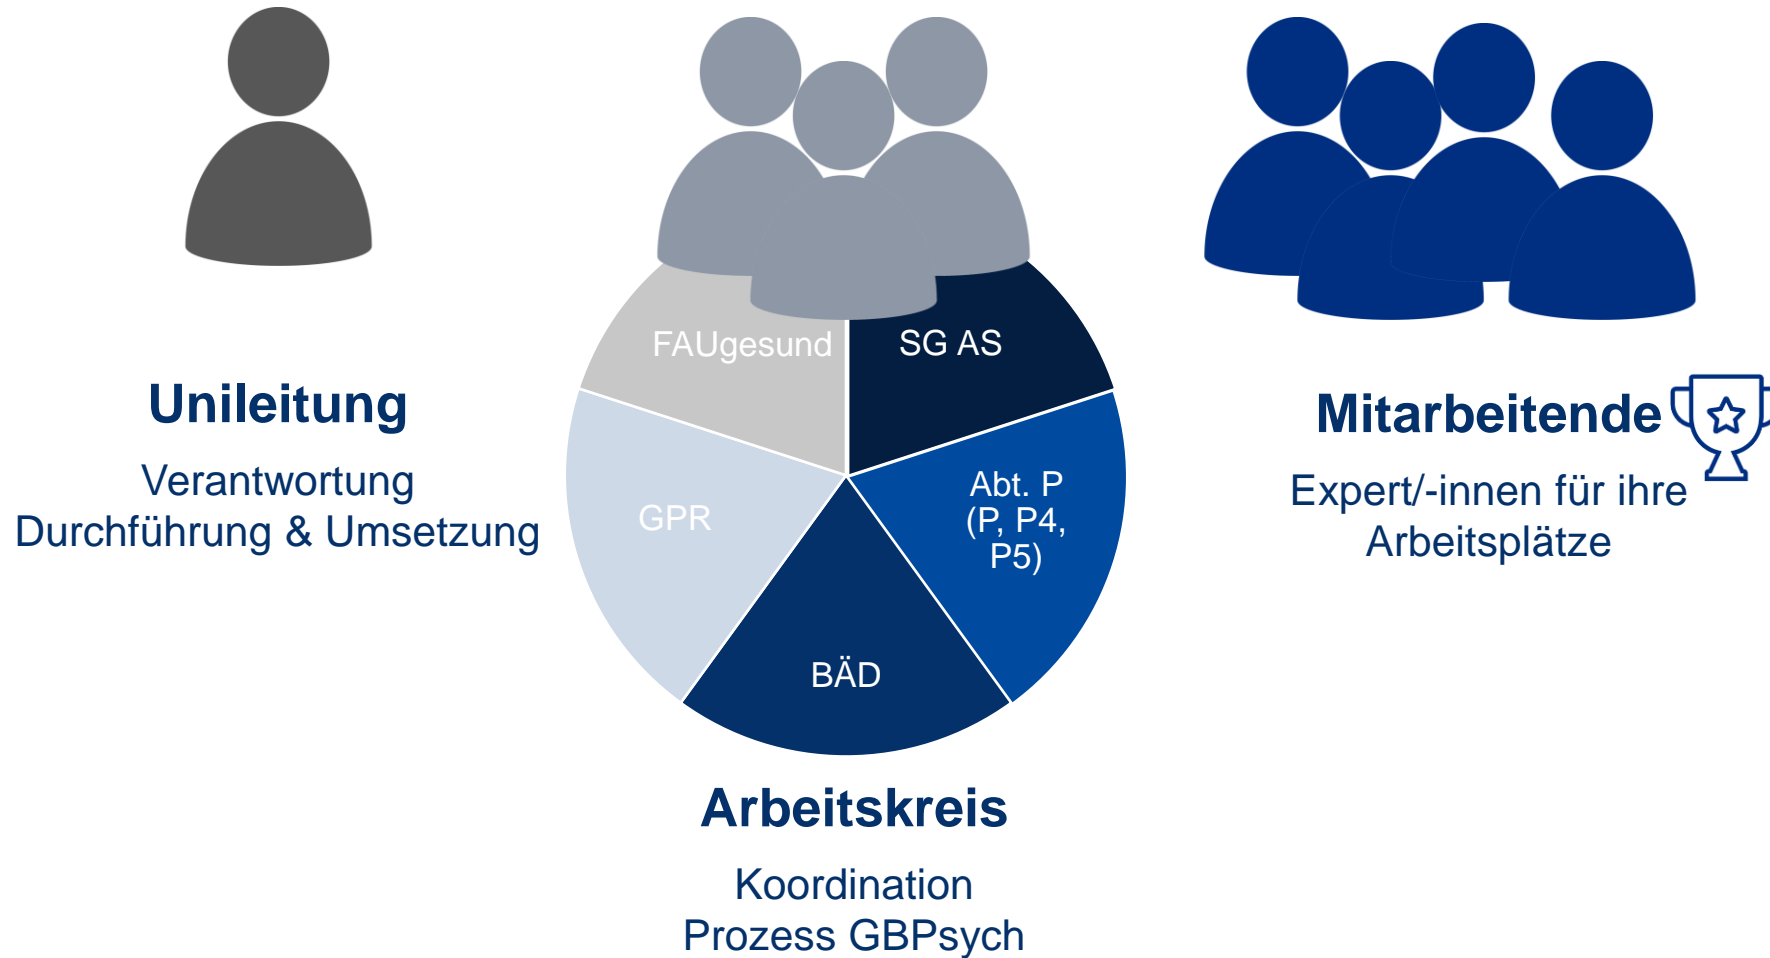 Unileitung
Verantwortung
Durchführung & Umsetzung
FAUgesund
SG AS
GPR
Abt. P
(P, P4,
P5)
BÄD
Arbeitskreis
Koordination
Prozess GBPsych
Mitarbeitende
Expert/-innen für ihre
Arbeitsplätze